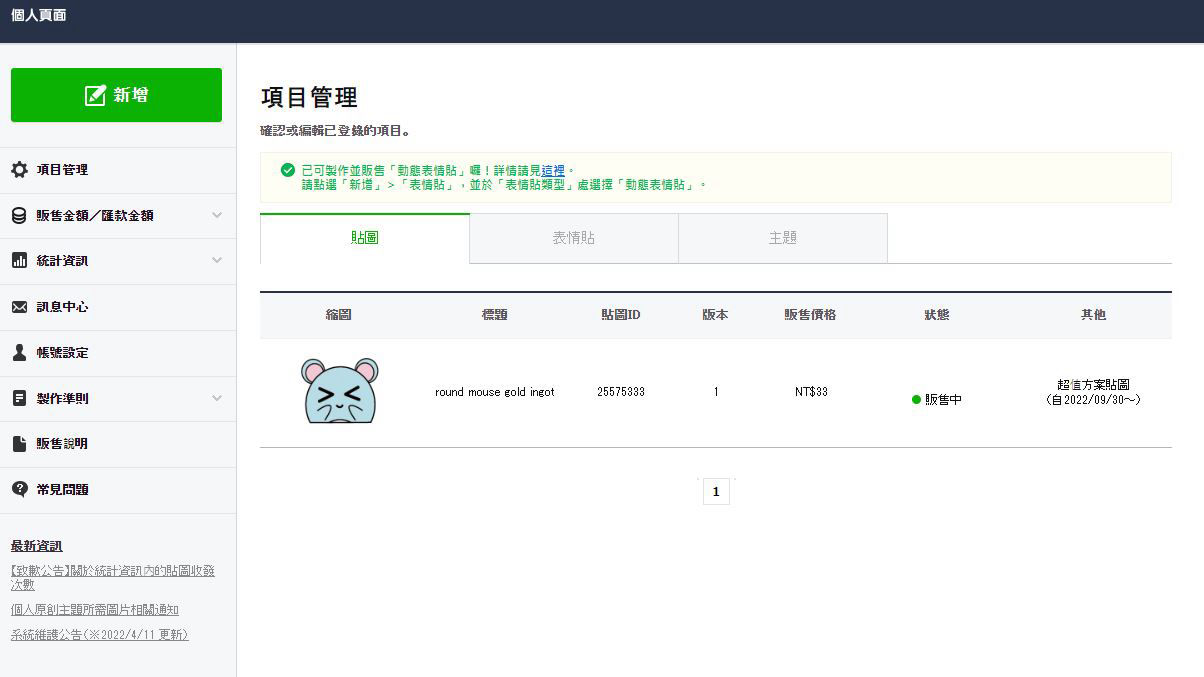 個人頁面
新增
項目管理
販售金額／匯款金額
統計資訊
訊息中心
帳號設定
製作準則
販售說明
常見問題
最新資訊
【致歉公告】關於統計資訊內的貼圖收發
次數
個人原創主題所需圖片相關通知
系統維護公告(※2022/4/11 更新)
項目管理
確認或編輯已登錄的項目。
已可製作並販售「動態表情貼」囉！詳情請見這裡。
請點選「新增」>「表情貼」，並於「表情貼類型」處選擇「動態表情貼」。
貼圖 表情貼 主題
縮圖 標題 貼圖ID 版本 販售價格 狀態 其他
round mouse gold ingot 25575333 1 NT$33 販售中 超值方案貼圖
（自2022/09/30～）
1